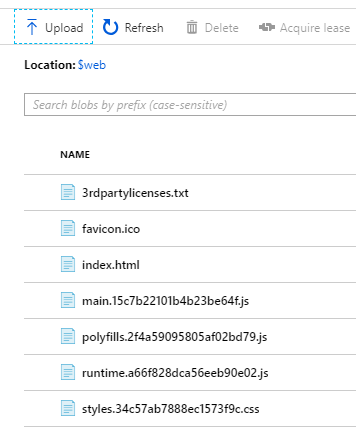 Upload Refresh Delete Acquire lease
Location: $web
Search blobs by prefix (case-sensitive)
NAME
3rdpartylicenses.txt
favicon.ico
index.html
main.15c7b22101b4b23be64f.js
polyfills.2f4a59095805af02bd79.js
runtime.a66f828dca56eeb90e02.js
styles.34c57ab7888ec1573f9c.css